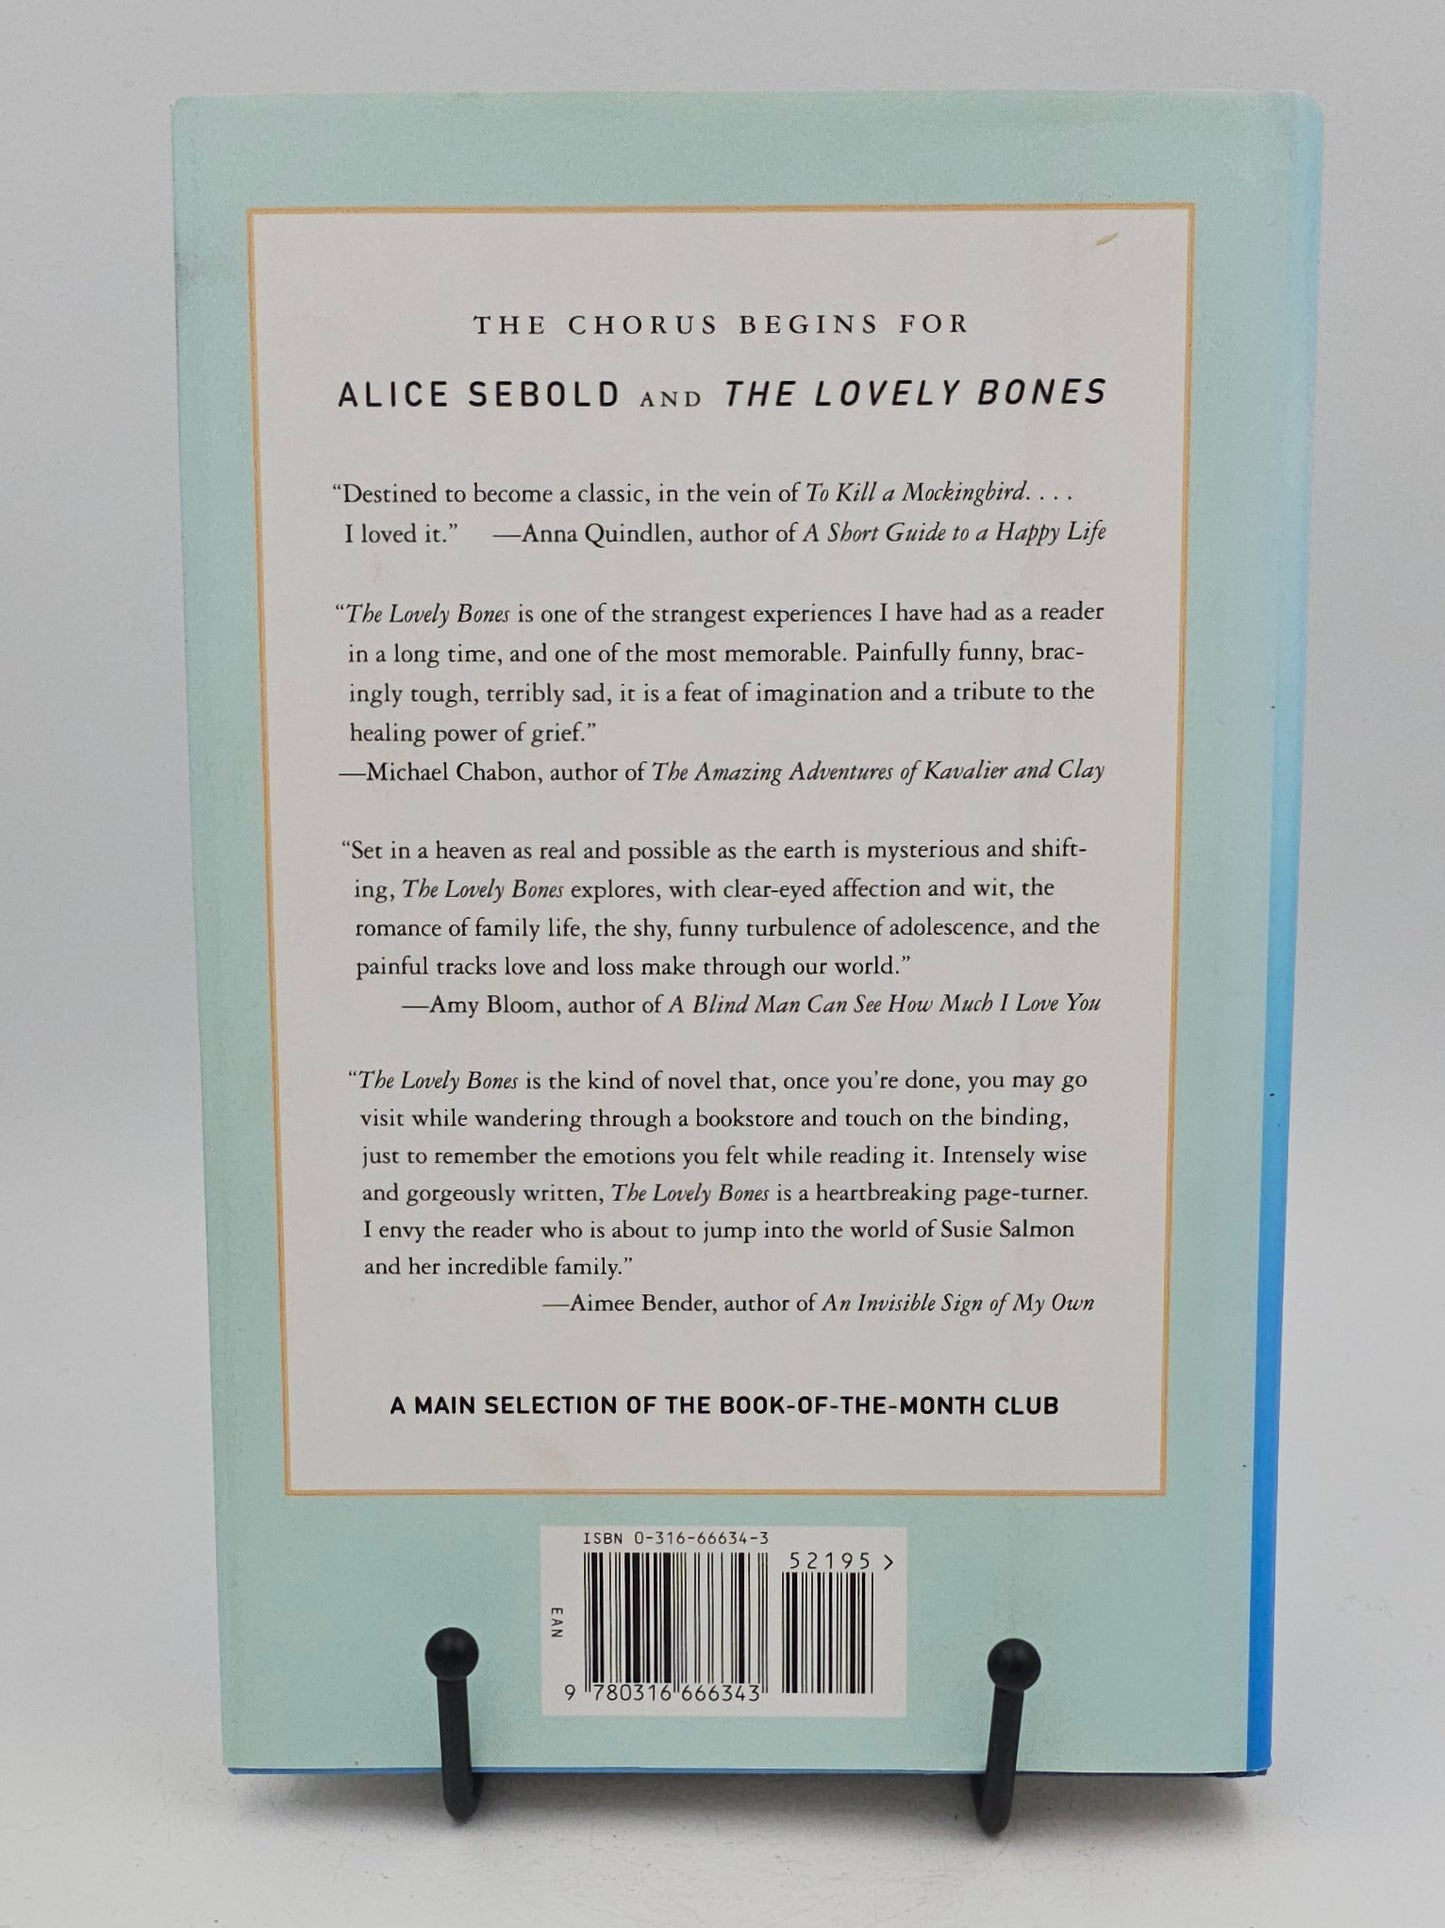 THE CHORUS BEGINS FOR
ALICE SEBOLD AND THE LOVELY BONES
“Destined to become a classic, in the vein of To Kill a Mockingbird. . . .
I loved it.” —Anna Quindlen, author of A Short Guide to a Happy Life
“The Lovely Bones is one of the strangest experiences I have had as a reader
in a long time, and one of the most memorable. Painfully funny, brac-
ingly tough, terribly sad, it is a feat of imagination and a tribute to the
healing power of grief.”
—Michael Chabon, author of The Amazing Adventures of Kavalier and Clay
“Set in a heaven as real and possible as the earth is mysterious and shift-
ing, The Lovely Bones explores, with clear-eyed affection and wit, the
romance of family life, the shy, funny turbulence of adolescence, and the
painful tracks love and loss make through our world.”
—Amy Bloom, author of A Blind Man Can See How Much I Love You
“The Lovely Bones is the kind of novel that, once you’re done, you may go
visit while wandering through a bookstore and touch on the binding,
just to remember the emotions you felt while reading it. Intensely wise
and gorgeously written, The Lovely Bones is a heartbreaking page-turner.
I envy the reader who is about to jump into the world of Susie Salmon
and her incredible family.”
—Aimee Bender, author of An Invisible Sign of My Own
A MAIN SELECTION OF THE BOOK-OF-THE-MONTH CLUB
ISBN 0-316-66634-3
52195 >
EAN
9 780316 666343